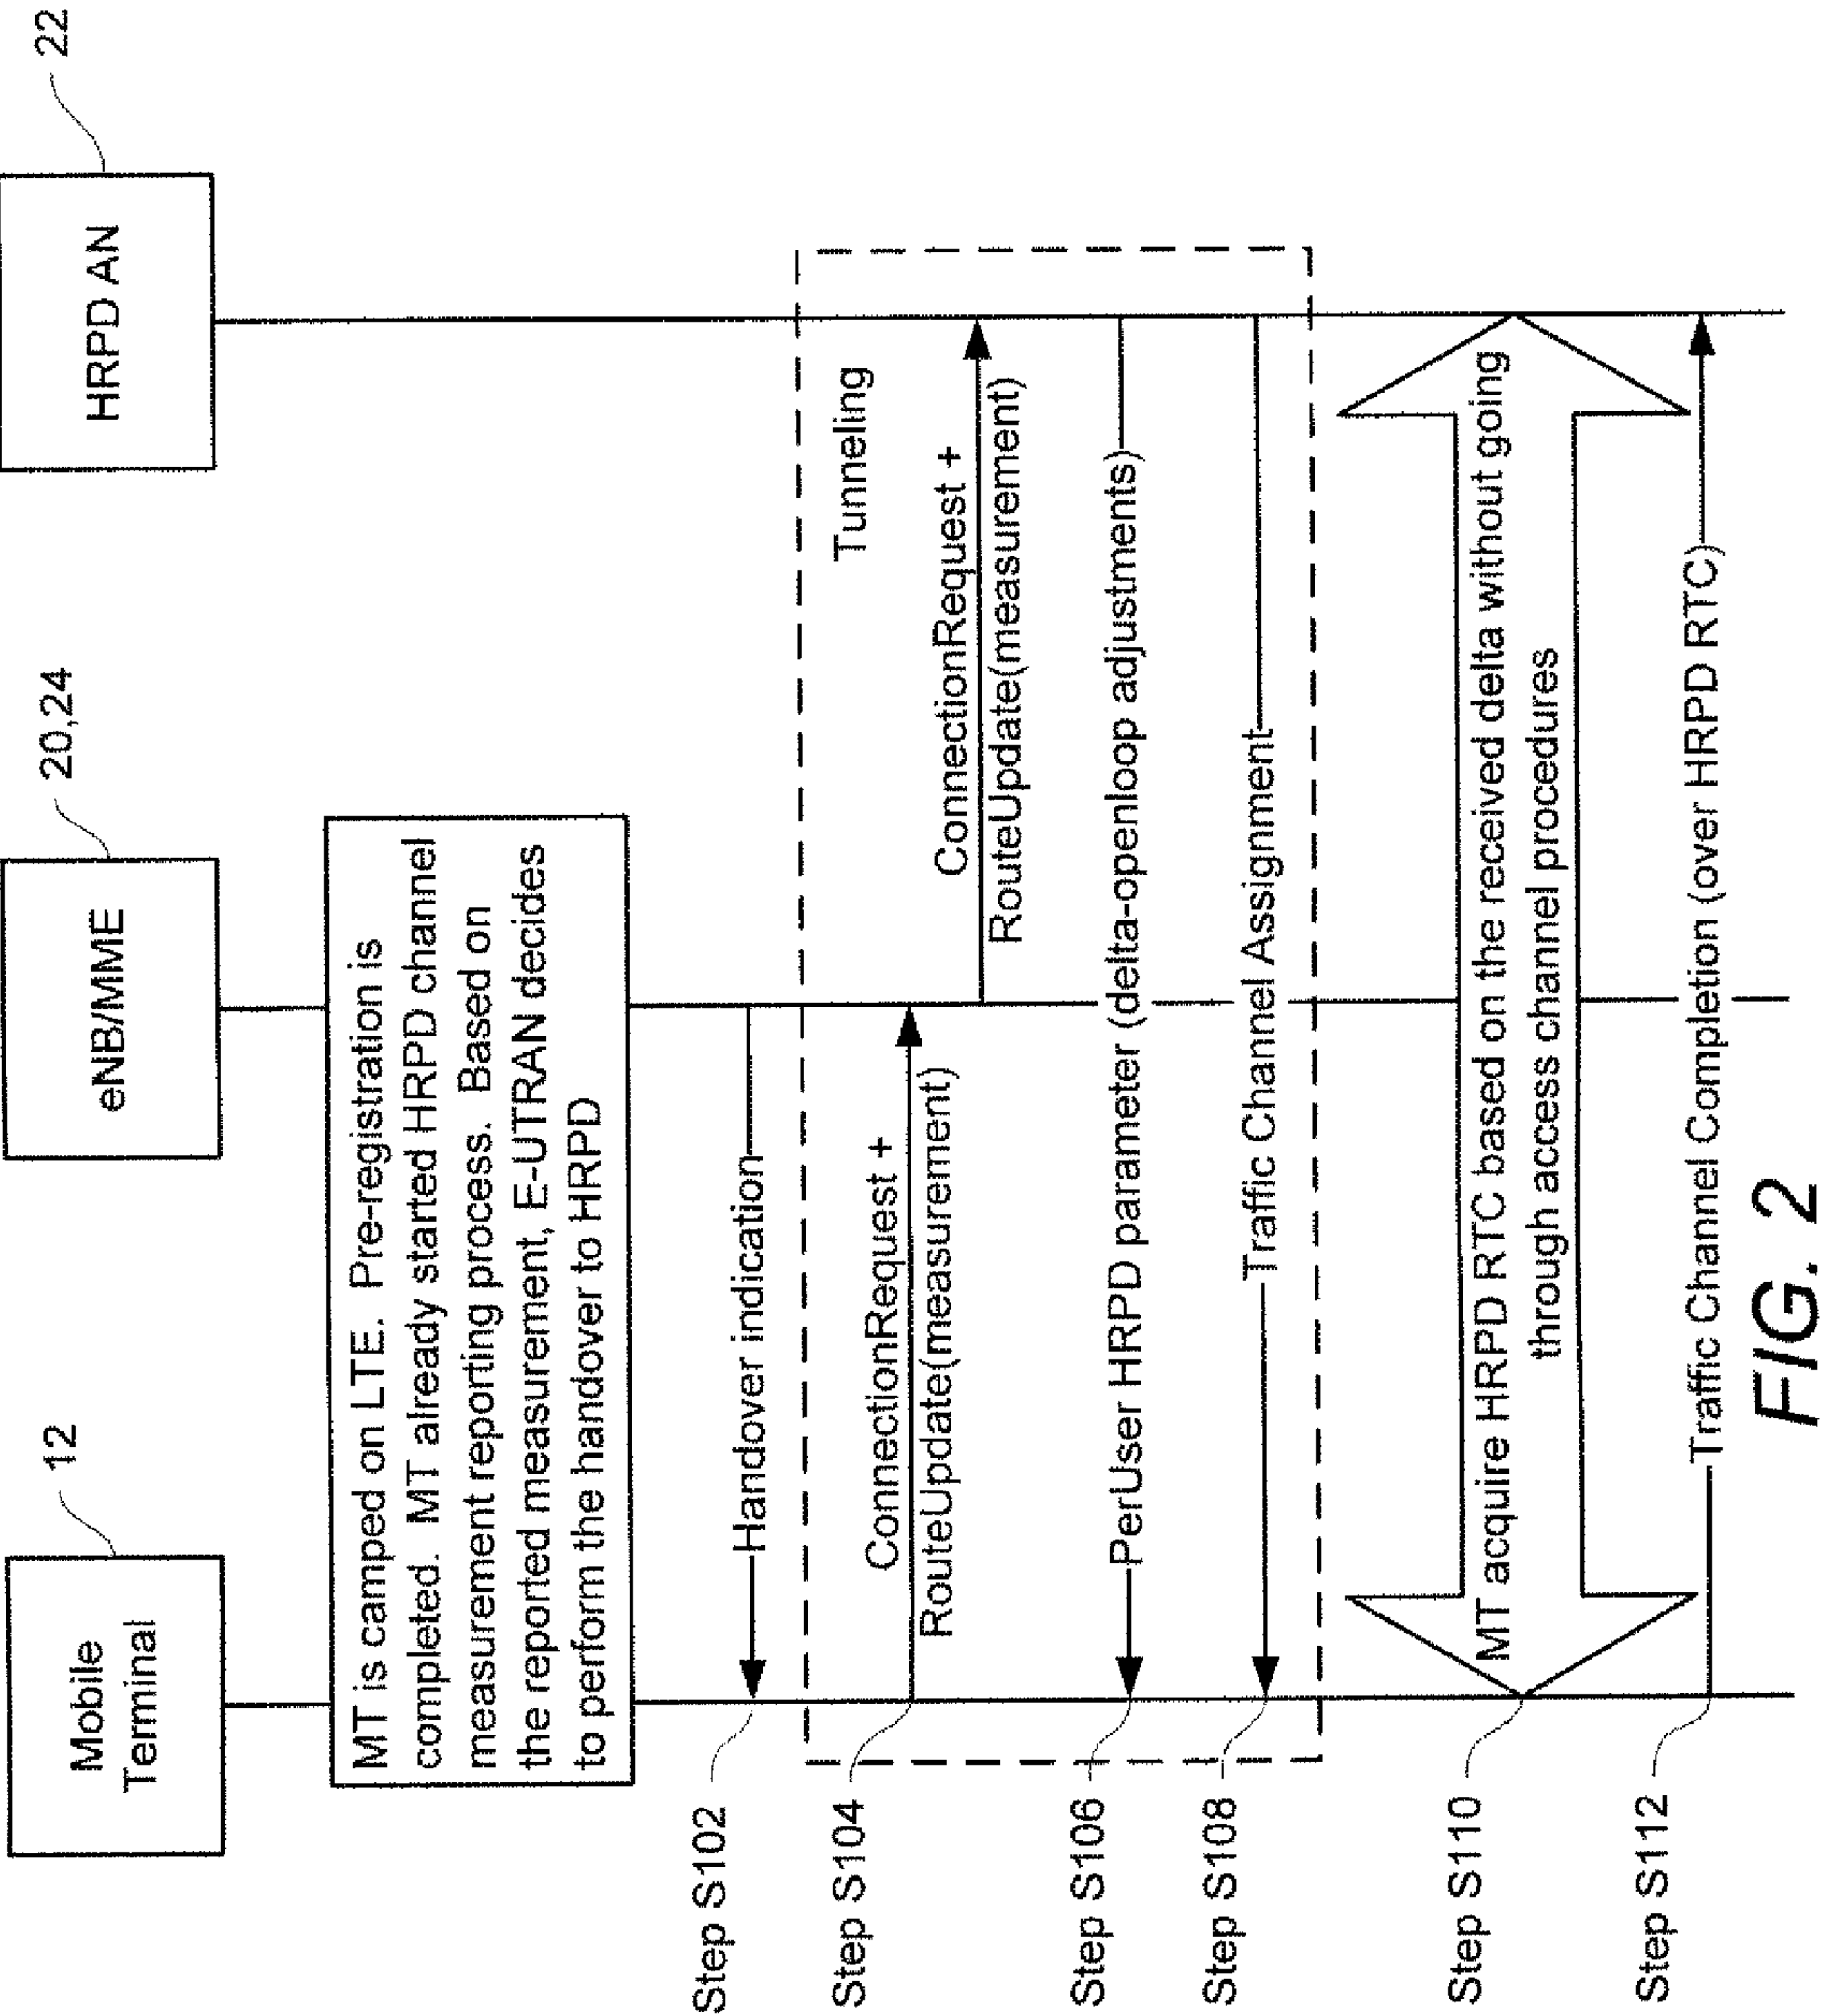 12
20,24
22
Mobile
Terminal
eNB/MME
HRPD AN
MT is camped on LTE. Pre-registration is
completed. MT already started HRPD channel
measurement reporting process. Based on
the reported measurement, E-UTRAN decides
to perform the handover to HRPD
Step S102
Handover indication
Tunneling
Step S104
ConnectionRequest +
RouteUpdate(measurement)
ConnectionRequest +
RouteUpdate(measurement)
Step S106
PerUser HRPD parameter (delta-openloop adjustments)
Step S108
Traffic Channel Assignment
Step S110
MT acquire HRPD RTC based on the received delta without going
through access channel procedures
Step S112
Traffic Channel Completion (over HRPD RTC)
FIG. 2